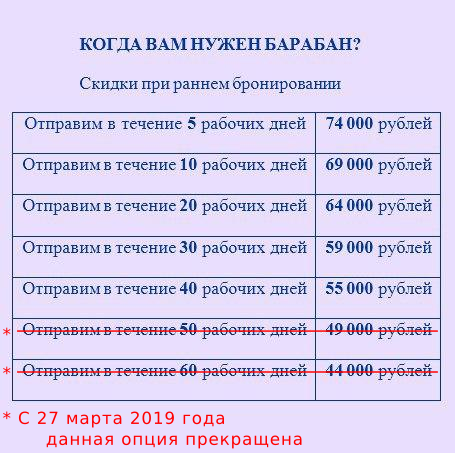 КОГДА ВАМ НУЖЕН БАРАБАН?
Скидки при раннем бронировании
Отправим в течение 5 рабочих дней 74 000 рублей
Отправим в течение 10 рабочих дней 69 000 рублей
Отправим в течение 20 рабочих дней 64 000 рублей
Отправим в течение 30 рабочих дней 59 000 рублей
Отправим в течение 40 рабочих дней 55 000 рублей
* Отправим в течение 50 рабочих дней 49 000 рублей
* Отправим в течение 60 рабочих дней 44 000 рублей
* С 27 марта 2019 года
данная опция прекращена